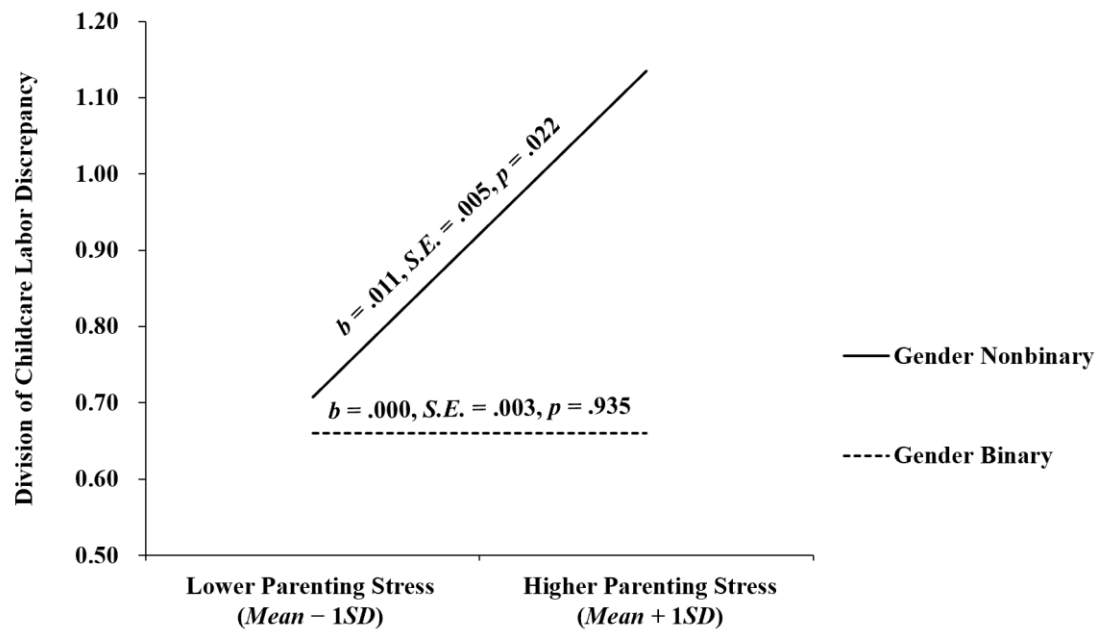 Division of Childcare Labor Discrepancy
1.20
1.10
1.00
0.90
0.80
0.70
0.60
0.50
b = .011, S.E. = .005, p = .022
b = .000, S.E. = .003, p = .935
Gender Nonbinary
Gender Binary
Lower Parenting Stress
(Mean − 1SD)
Higher Parenting Stress
(Mean + 1SD)